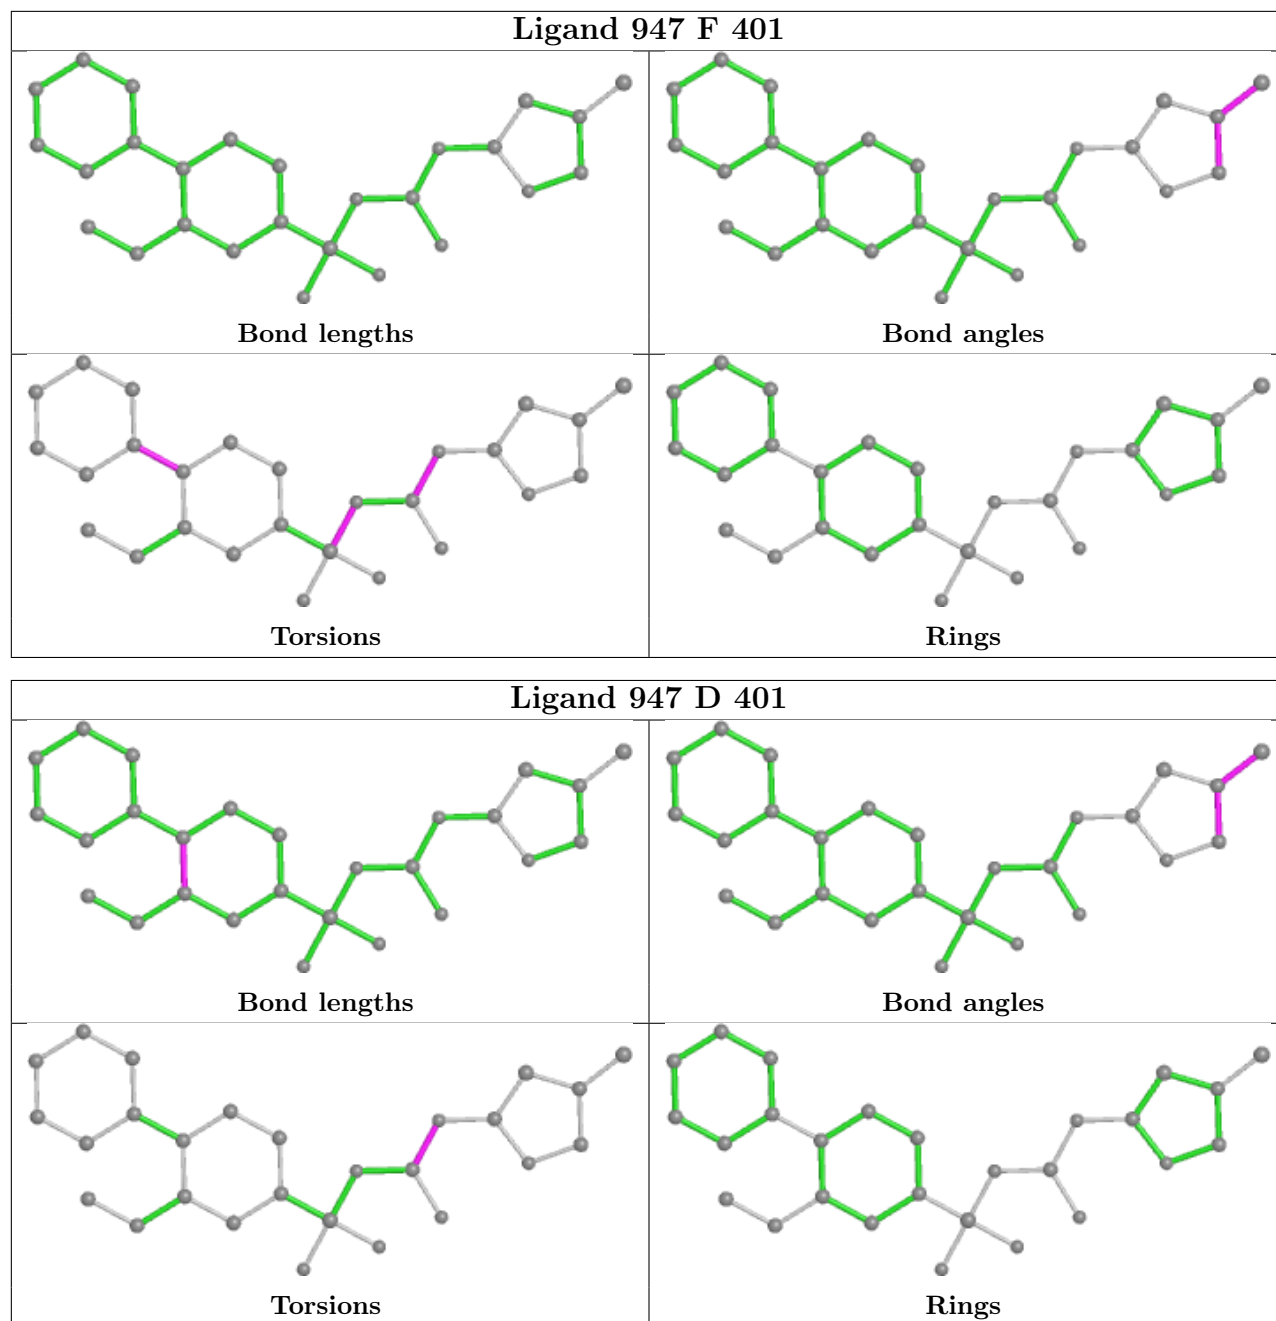 Ligand 947 F 401
Bond lengths
Bond angles
Torsions
Rings
Ligand 947 D 401
Bond lengths
Bond angles
Torsions
Rings